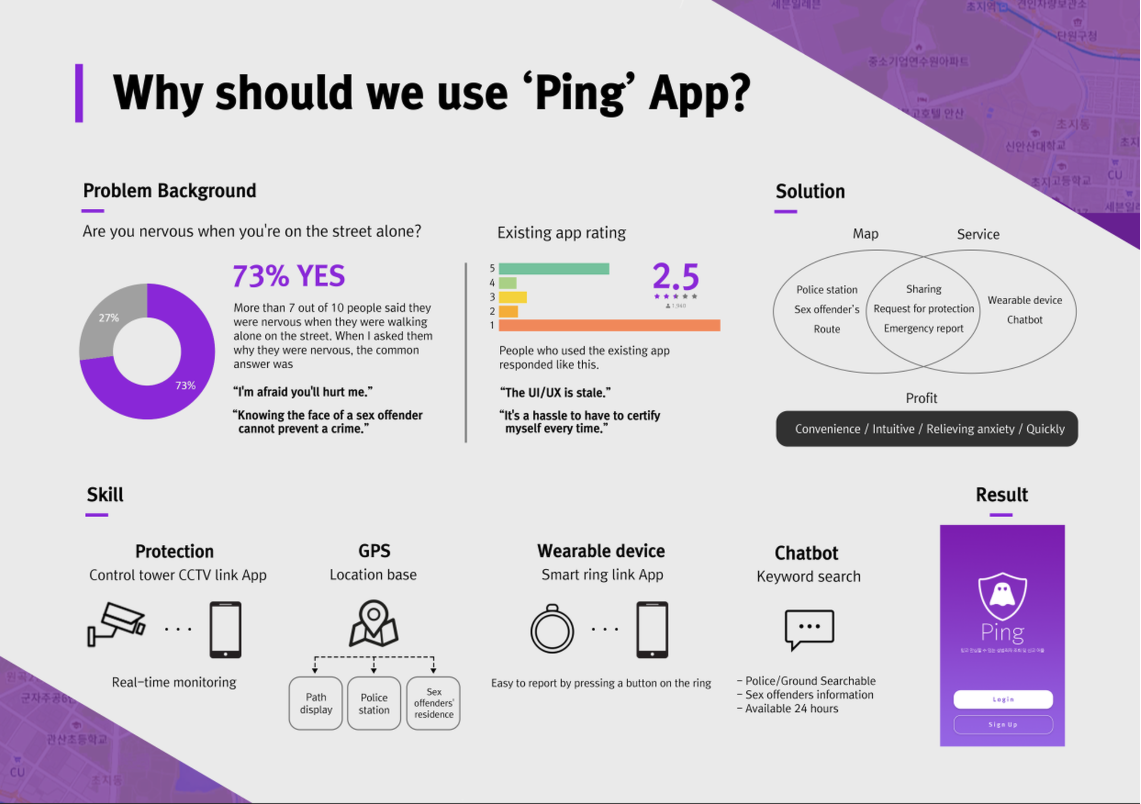 세븐일레븐
초지역
견인차량보관소
단원구청
중소기업연수원아파트
고호텔 안산
초지동
신안산대학교
초지
초지고등학교
CU
세븐일레
Why should we use ‘Ping’ App?
Problem Background
Are you nervous when you're on the street alone?
27%
73%
73% YES
More than 7 out of 10 people said they
were nervous when they were walking
alone on the street. When I asked them
why they were nervous, the common
answer was
“I'm afraid you'll hurt me.”
“Knowing the face of a sex offender
cannot prevent a crime.”
Existing app rating
5
4
3
2
1
2.5
People who used the existing app
responded like this.
“The UI/UX is stale.”
“It's a hassle to have to certify
myself every time.”
Solution
Map
Service
Police station
Sex offender's
Route
Sharing
Request for protection
Emergency report
Wearable device
Chatbot
Profit
Convenience / Intuitive / Relieving anxiety / Quickly
Skill
Protection
Control tower CCTV link App
Real-time monitoring
GPS
Location base
Path
display
Police
station
Sex
offenders'
residence
Wearable device
Smart ring link App
Easy to report by pressing a button on the ring
Chatbot
Keyword search
– Police/Ground Searchable
– Sex offenders information
– Available 24 hours
Result
Ping
Login
Sign Up
관산초등학교
CU
초지동